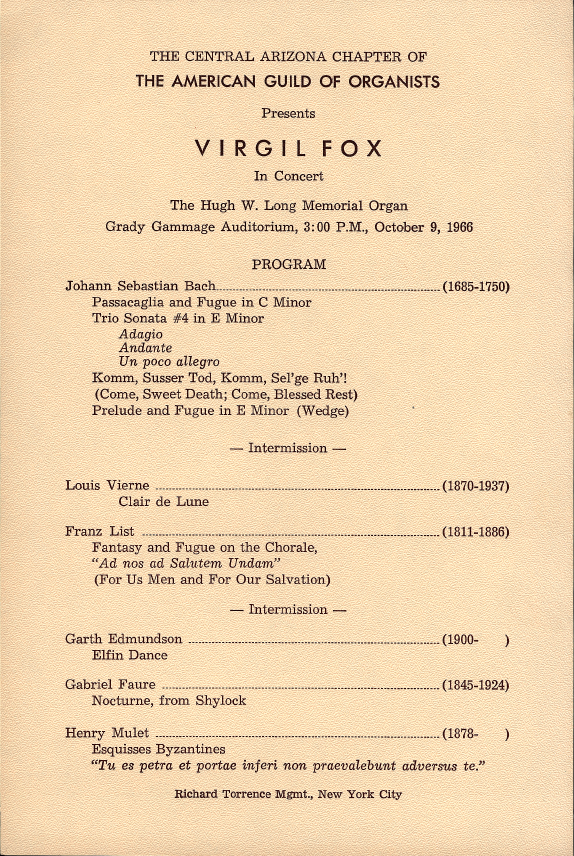 THE CENTRAL ARIZONA CHAPTER OF
THE AMERICAN GUILD OF ORGANISTS
Presents
VIRGIL FOX
In Concert
The Hugh W. Long Memorial Organ
Grady Gammage Auditorium, 3:00 P.M., October 9, 1966
PROGRAM
Johann Sebastian Bach (1685-1750)
Passacaglia and Fugue in C Minor
Trio Sonata #4 in E Minor
Adagio
Andante
Un poco allegro
Komm, Susser Tod, Komm, Sel'ge Ruh'!
(Come, Sweet Death; Come, Blessed Rest)
Prelude and Fugue in E Minor (Wedge)
— Intermission —
Louis Vierne (1870-1937)
Clair de Lune
Franz List (1811-1886)
Fantasy and Fugue on the Chorale,
"Ad nos ad Salutem Undam"
(For Us Men and For Our Salvation)
— Intermission —
Garth Edmundson (1900- )
Elfin Dance
Gabriel Faure (1845-1924)
Nocturne, from Shylock
Henry Mulet (1878- )
Esquisses Byzantines
"Tu es petra et portae inferi non praevalebunt adversus te."
Richard Torrence Mgmt., New York City